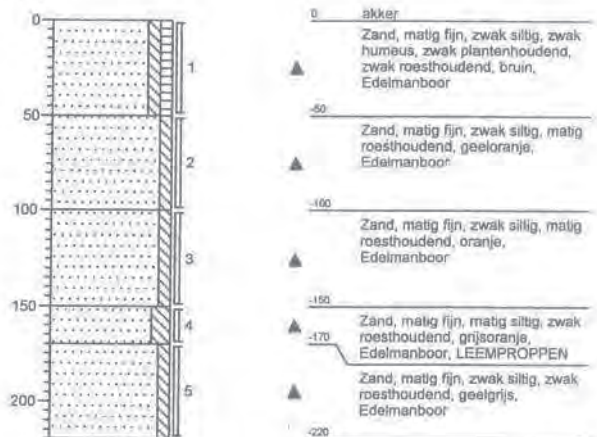 0
50
100
150
200
1
2
3
4
5
0 akker
Zand, matig fijn, zwak siltig, zwak
humeus, zwak plantenhoudend,
zwak roesthoudend, bruin,
Edelmanboor
-50
Zand, matig fijn, zwak siltig, matig
roesthoudend, geeloranje,
Edelmanboor
-100
Zand, matig fijn, zwak siltig, matig
roesthoudend, oranje,
Edelmanboor
-150
Zand, matig fijn, matig siltig, zwak
roesthoudend, grijsoranje,
Edelmanboor, LEEMPROPPEN
-170
Zand, matig fijn, zwak siltig, zwak
roesthoudend, geelgrijs,
Edelmanboor
-220